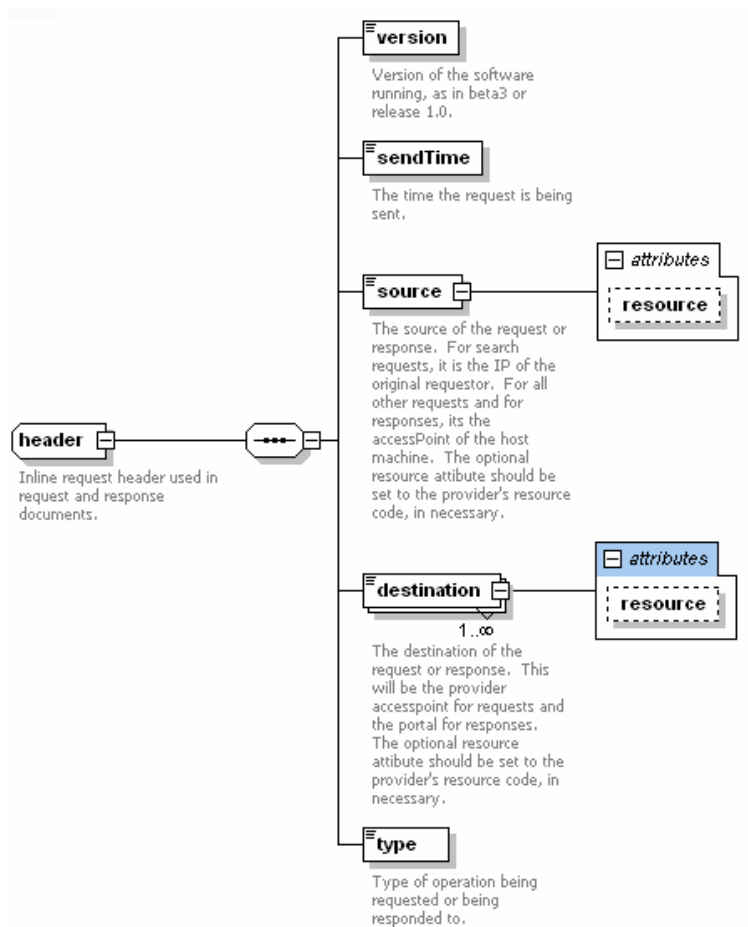 version
Version of the software
running, as in beta3 or
release 1.0.
sendTime
The time the request is being
sent.
attributes
source
resource
The source of the request or
response. For search
requests, it is the IP of the
original requestor. For all
other requests and for
responses, its the
accessPoint of the host
machine. The optional
resource attibute should be
set to the provider's resource
code, in necessary.
header
Inline request header used in
request and response
documents.
attributes
destination
resource
1..∞
The destination of the
request or response. This
will be the provider
accesspoint for requests and
the portal for responses.
The optional resource
attibute should be set to the
provider's resource code, in
necessary.
type
Type of operation being
requested or being
responded to.